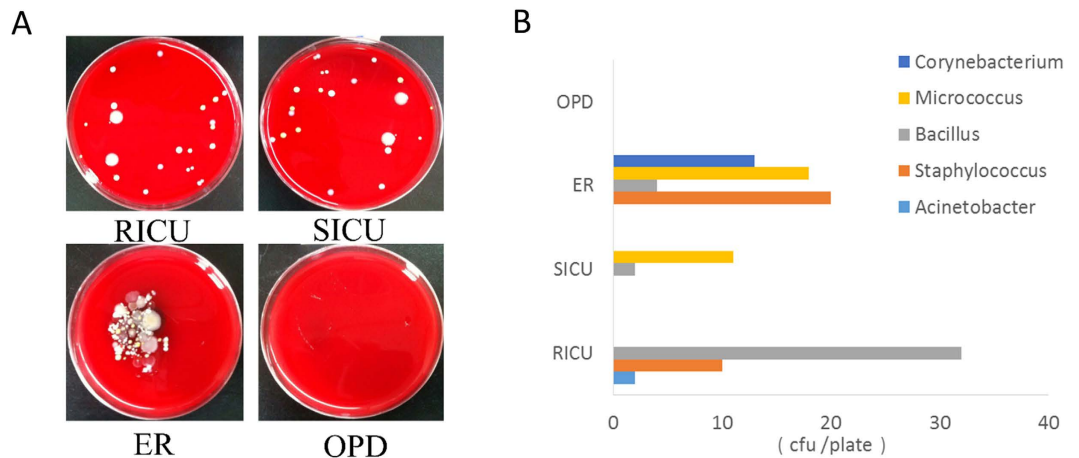 A
RICU
SICU
ER
OPD
B
Corynebacterium
Micrococcus
Bacillus
Staphylococcus
Acinetobacter
OPD
ER
SICU
RICU
0 10 20 30 40
( cfu /plate )